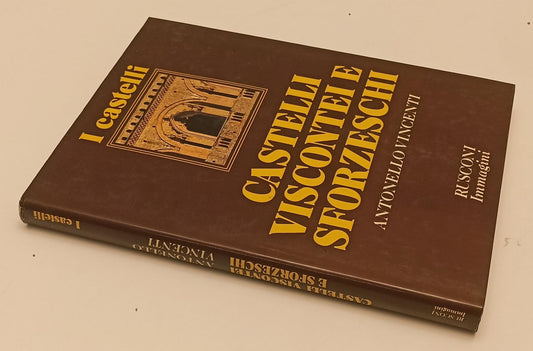 I castelli
CASTELLI
VISCONTEI E
SFORZESCHI
ANTONELLO VINCENTI
RUSCONI
Immagini
I castelli
ANTONELLO
VINCENTI
CASTELLI VISCONTEI
E SFORZESCHI
RUSCONI
Immagini